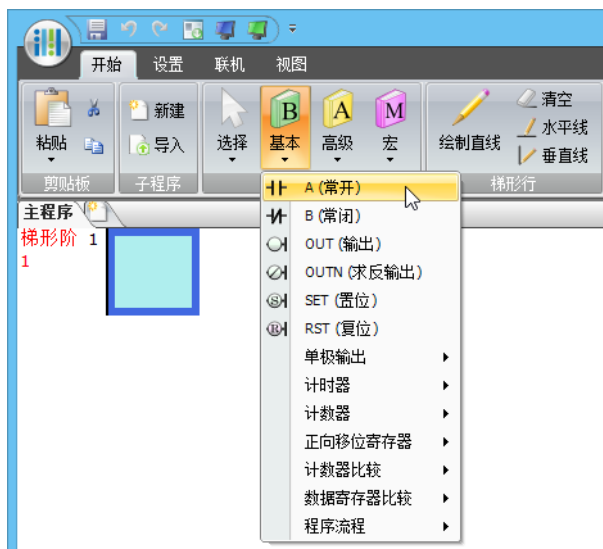 开始 设置 联机 视图
粘贴 新建 导入 选择 B 基本 A 高级 M 宏 绘制直线 清空 水平线 垂直线
剪贴板 子程序 梯形行
主程序
梯形阶 1
1
A (常开)
B (常闭)
OUT (输出)
OUTN (求反输出)
S SET (置位)
R RST (复位)
单极输出
计时器
计数器
正向移位寄存器
计数器比较
数据寄存器比较
程序流程